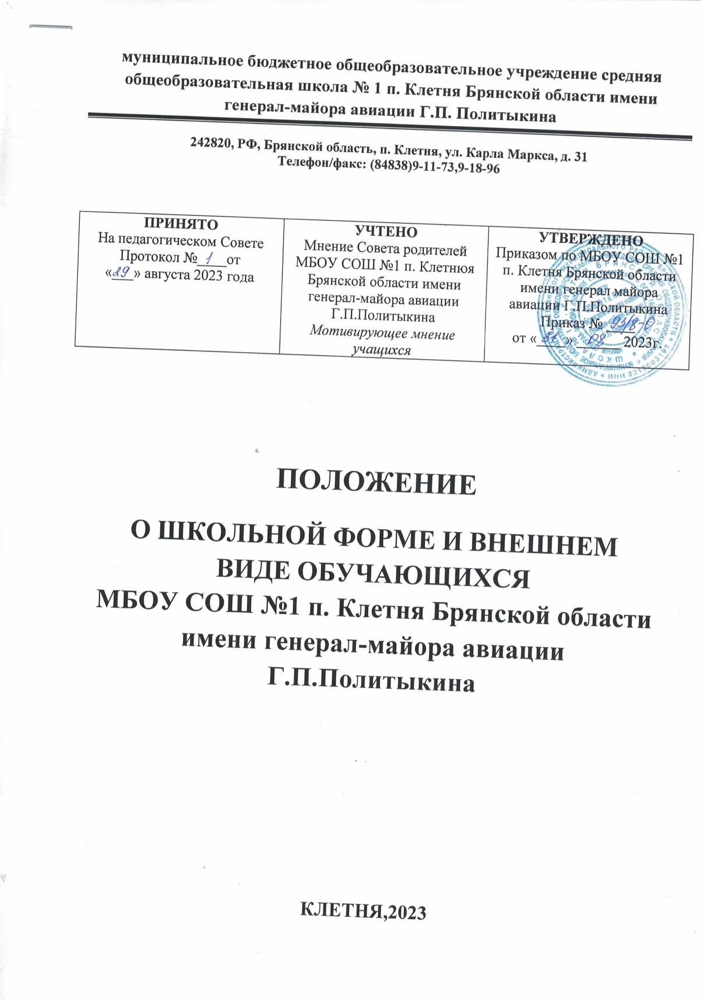 муниципальное бюджетное общеобразовательное учреждение средняя
общеобразовательная школа № 1 п. Клетня Брянской области имени
генерал-майора авиации Г.П. Политыкина
242820, РФ, Брянской область, п. Клетня, ул. Карла Маркса, д. 31
Телефон/факс: (84838)9-11-73,9-18-96
ПРИНЯТО
На педагогическом Совете
Протокол №_1_от
«29» августа 2023 года
УЧТЕНО
Мнение Совета родителей
МБОУ СОШ №1 п. Клетнюя
Брянской области имени
генерал-майора авиации
Г.П.Политыкина
Мотивирующее мнение
учащихся
УТВЕРЖДЕНО
Приказом по МБОУ СОШ №1
п. Клетня Брянской области
имени генерал майора
авиации Г.П.Политыкина
Приказ № 93/8-О
от «31» 08 2023г.
ПОЛОЖЕНИЕ
О ШКОЛЬНОЙ ФОРМЕ И ВНЕШНЕМ
ВИДЕ ОБУЧАЮЩИХСЯ
МБОУ СОШ №1 п. Клетня Брянской области
имени генерал-майора авиации
Г.П.Политыкина
КЛЕТНЯ,2023